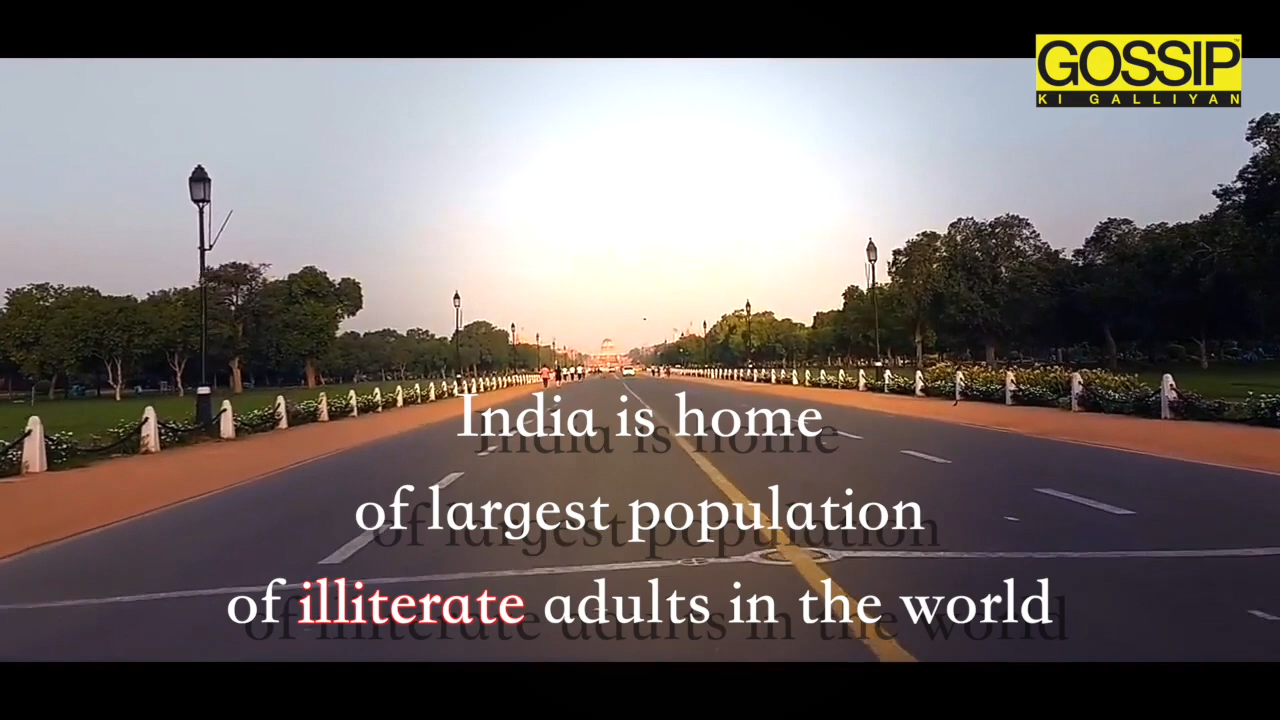 GOSSIP
KI GALLIYAN
India is home
of largest population
of illiterate adults in the world